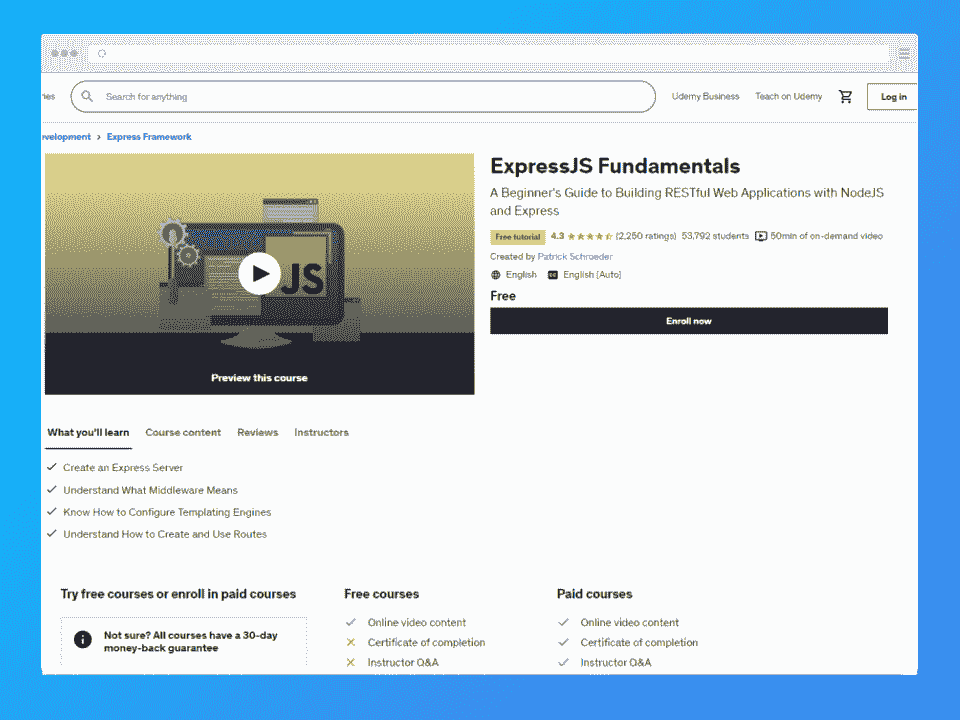 ries
Search for anything
Udemy Business
Teach on Udemy
Log in
evelopment > Express Framework
JS
Preview this course
ExpressJS Fundamentals
A Beginner's Guide to Building RESTful Web Applications with NodeJS
and Express
Free tutorial 4.3 (2,250 ratings) 53,792 students 50min of on-demand video
Created by Patrick Schroeder
English English [Auto]
Free
Enroll now
What you'll learn Course content Reviews Instructors
Create an Express Server
Understand What Middleware Means
Know How to Configure Templating Engines
Understand How to Create and Use Routes
Try free courses or enroll in paid courses
Not sure? All courses have a 30-day
money-back guarantee
Free courses
Online video content
Certificate of completion
Instructor Q&A
Paid courses
Online video content
Certificate of completion
Instructor Q&A